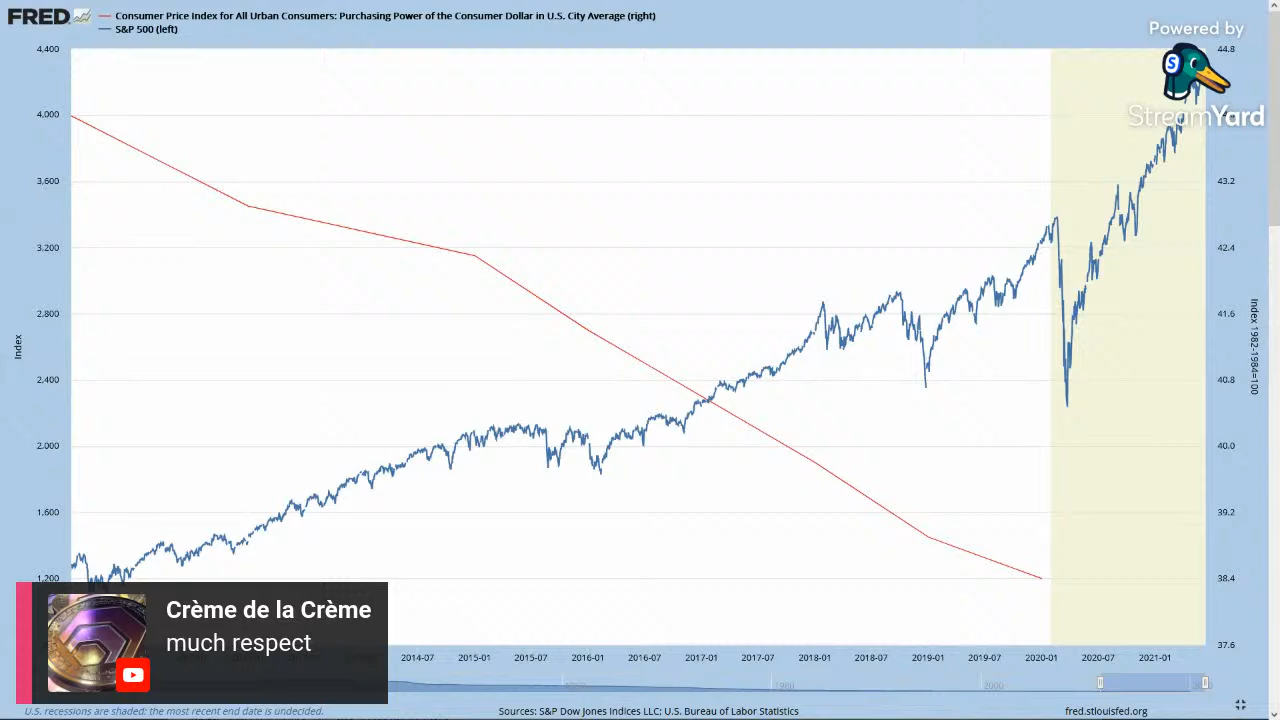 FRED
Consumer Price Index for All Urban Consumers: Purchasing Power of the Consumer Dollar in U.S. City Average (right)
S&P 500 (left)
Powered by
S
StreamYard
4,400
4,000
3,600
3,200
2,800
2,400
2,000
1,600
1,200
Index
44.8
43.2
42.4
41.6
40.8
40.0
39.2
38.4
37.6
Index 1982-1984=100
Crème de la Crème
much respect
2014-07
2015-01
2015-07
2016-01
2016-07
2017-01
2017-07
2018-01
2018-07
2019-01
2019-07
2020-01
2020-07
2021-01
1980
2000
U.S. recessions are shaded; the most recent end date is undecided.
Sources: S&P Dow Jones Indices LLC; U.S. Bureau of Labor Statistics
fred.stlouisfed.org